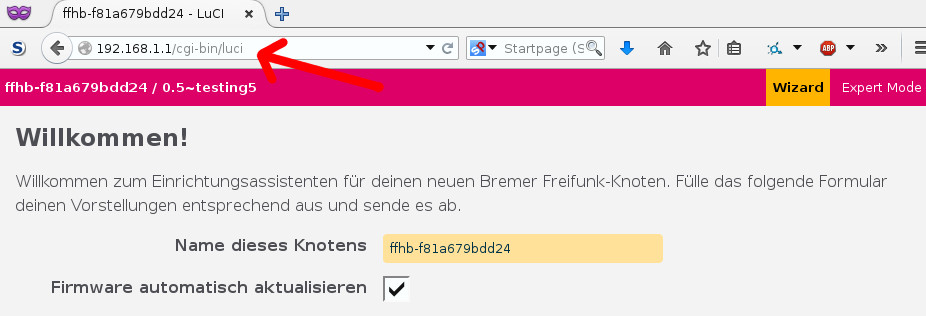 ffhb-f81a679bdd24 - LuCI
192.168.1.1/cgi-bin/luci
Startpage (S
ABP
ffhb-f81a679bdd24 / 0.5~testing5
Wizard
Expert Mode
Willkommen!
Willkommen zum Einrichtungsassistenten für deinen neuen Bremer Freifunk-Knoten. Fülle das folgende Formular
deinen Vorstellungen entsprechend aus und sende es ab.
Name dieses Knotens
ffhb-f81a679bdd24
Firmware automatisch aktualisieren